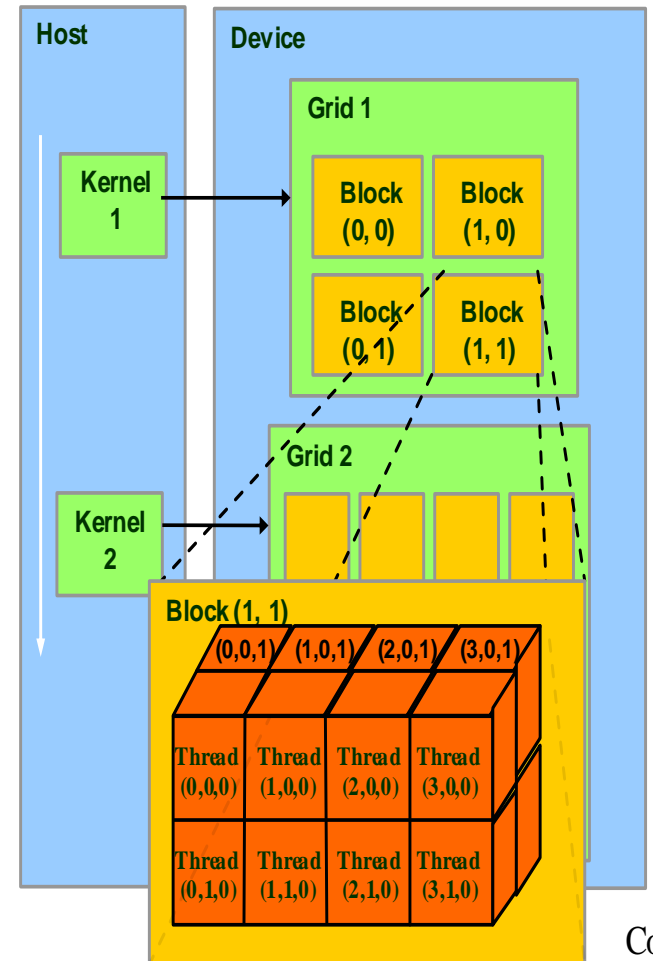 Host
Device
Grid 1
Kernel
1
Block
(0, 0)
Block
(1, 0)
Block
(0, 1)
Block
(1, 1)
Grid 2
Kernel
2
Block (1, 1)
(0,0,1) (1,0,1) (2,0,1) (3,0,1)
Thread
(0,0,0)
Thread
(1,0,0)
Thread
(2,0,0)
Thread
(3,0,0)
Thread
(0,1,0)
Thread
(1,1,0)
Thread
(2,1,0)
Thread
(3,1,0)